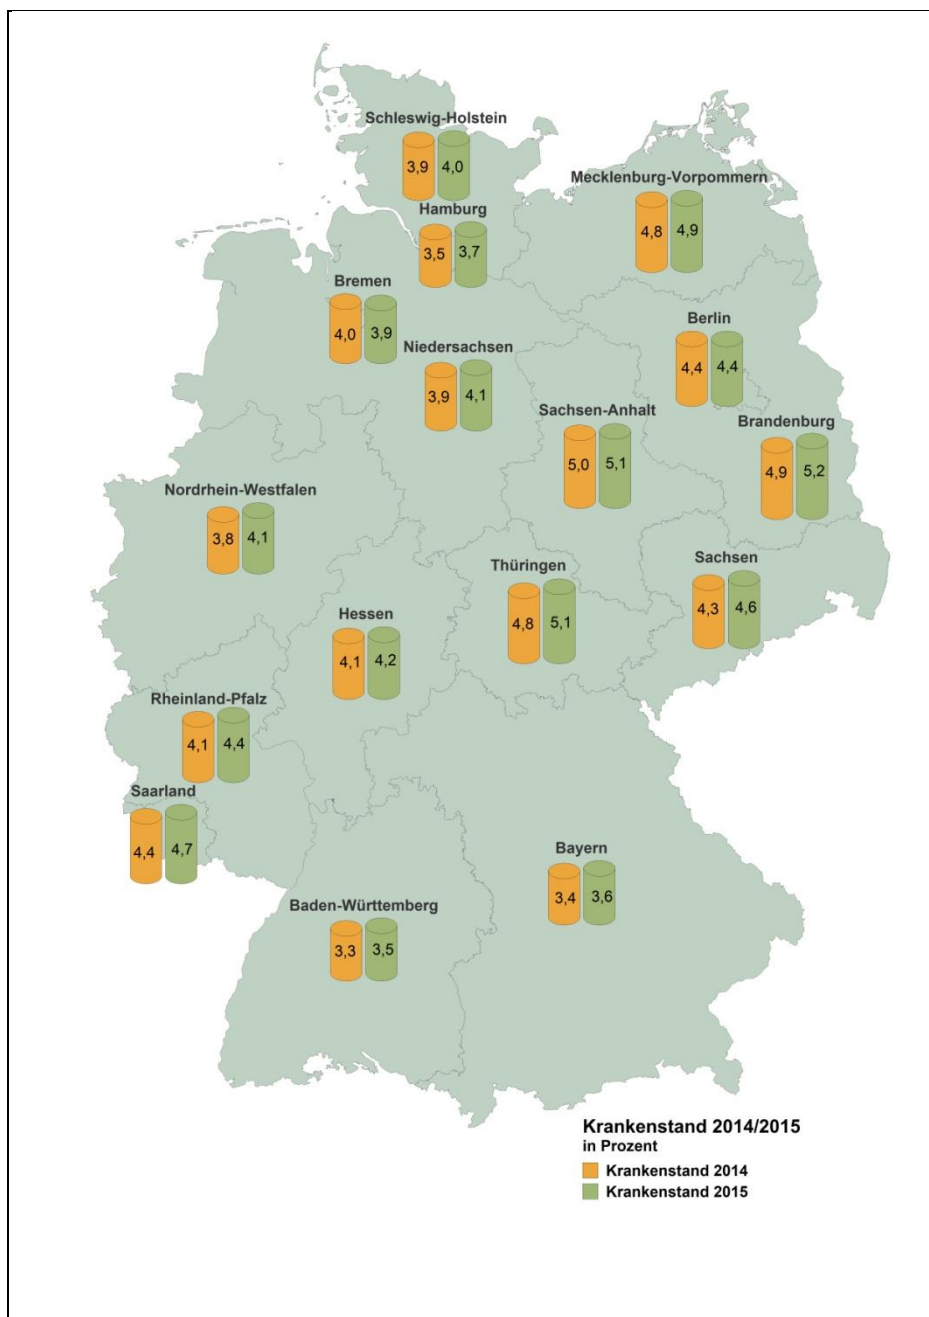 Schleswig-Holstein
3,9 4,0
Mecklenburg-Vorpommern
4,8 4,9
Hamburg
3,5 3,7
Bremen
4,0 3,9
Berlin
4,4 4,4
Niedersachsen
3,9 4,1
Sachsen-Anhalt
5,0 5,1
Brandenburg
4,9 5,2
Nordrhein-Westfalen
3,8 4,1
Thüringen
4,8 5,1
Sachsen
4,3 4,6
Hessen
4,1 4,2
Rheinland-Pfalz
4,1 4,4
Saarland
4,4 4,7
Bayern
3,4 3,6
Baden-Württemberg
3,3 3,5
Krankenstand 2014/2015
in Prozent
Krankenstand 2014
Krankenstand 2015